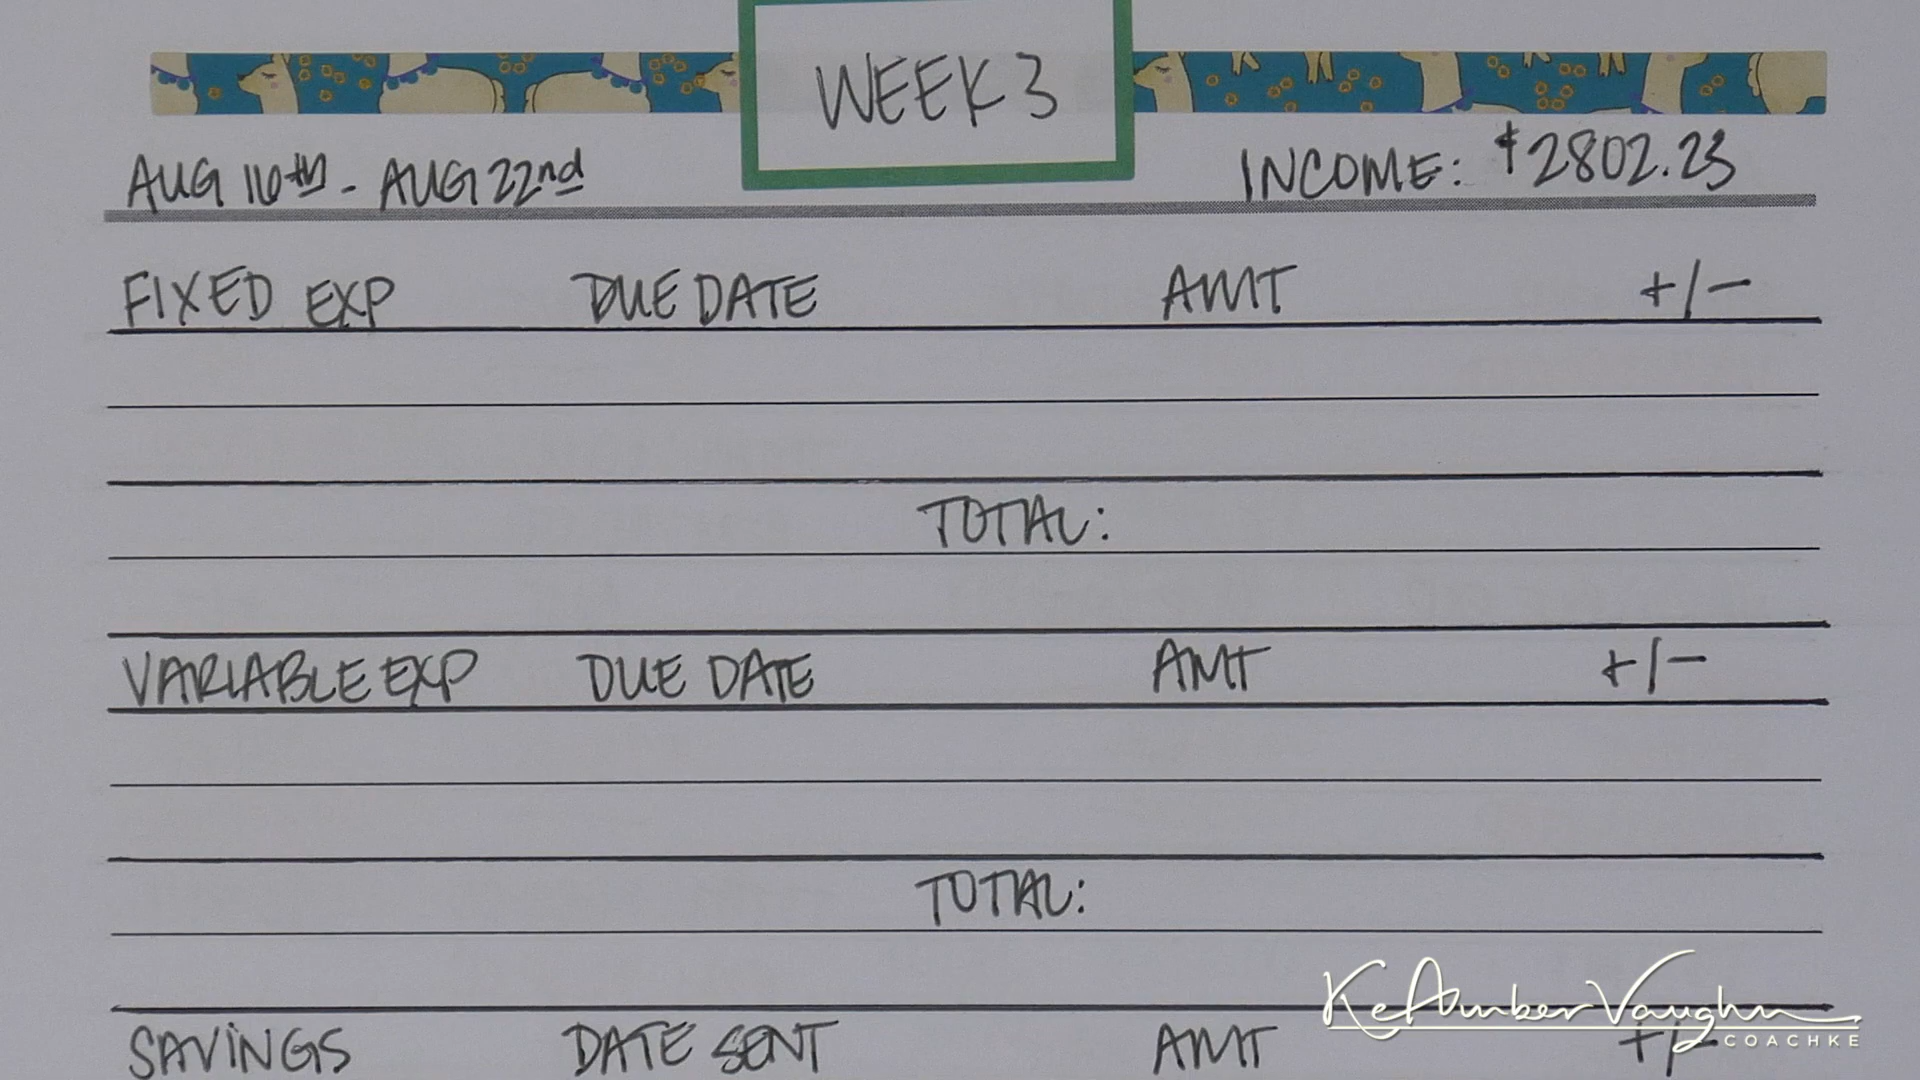 WEEK 3
AUG 16th - AUG 22nd INCOME: $2802.23
FIXED EXP DUE DATE AMT +/-
TOTAL:
VARIABLE EXP DUE DATE AMT +/-
TOTAL:
SAVINGS DATE SENT AMT +/-
KeAmber Vaughn
COACHKE